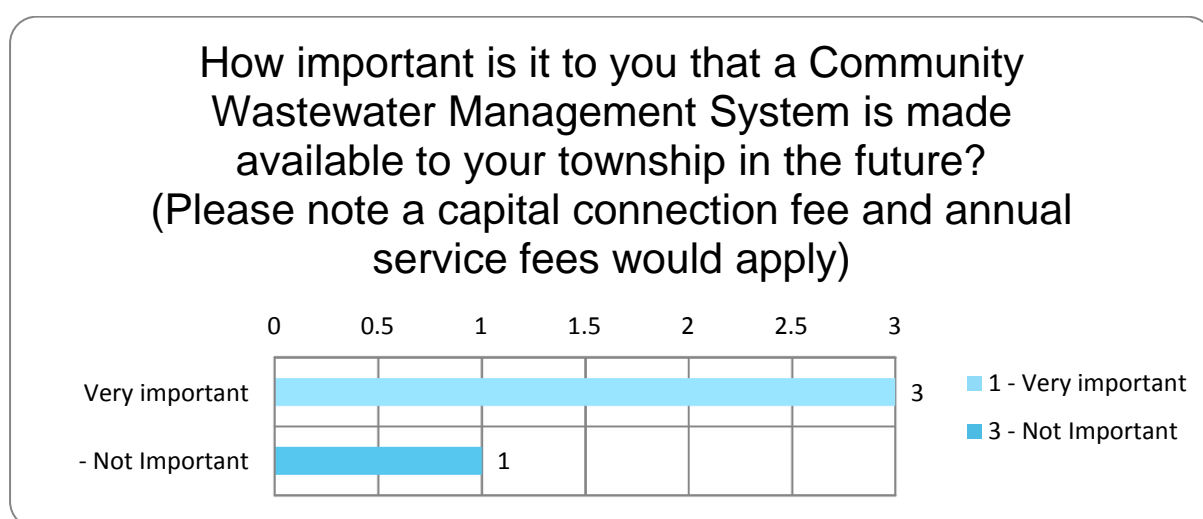 How important is it to you that a Community
Wastewater Management System is made
available to your township in the future?
(Please note a capital connection fee and annual
service fees would apply)
0 0.5 1 1.5 2 2.5 3
Very important 3
- Not Important 1
1 - Very important
3 - Not Important